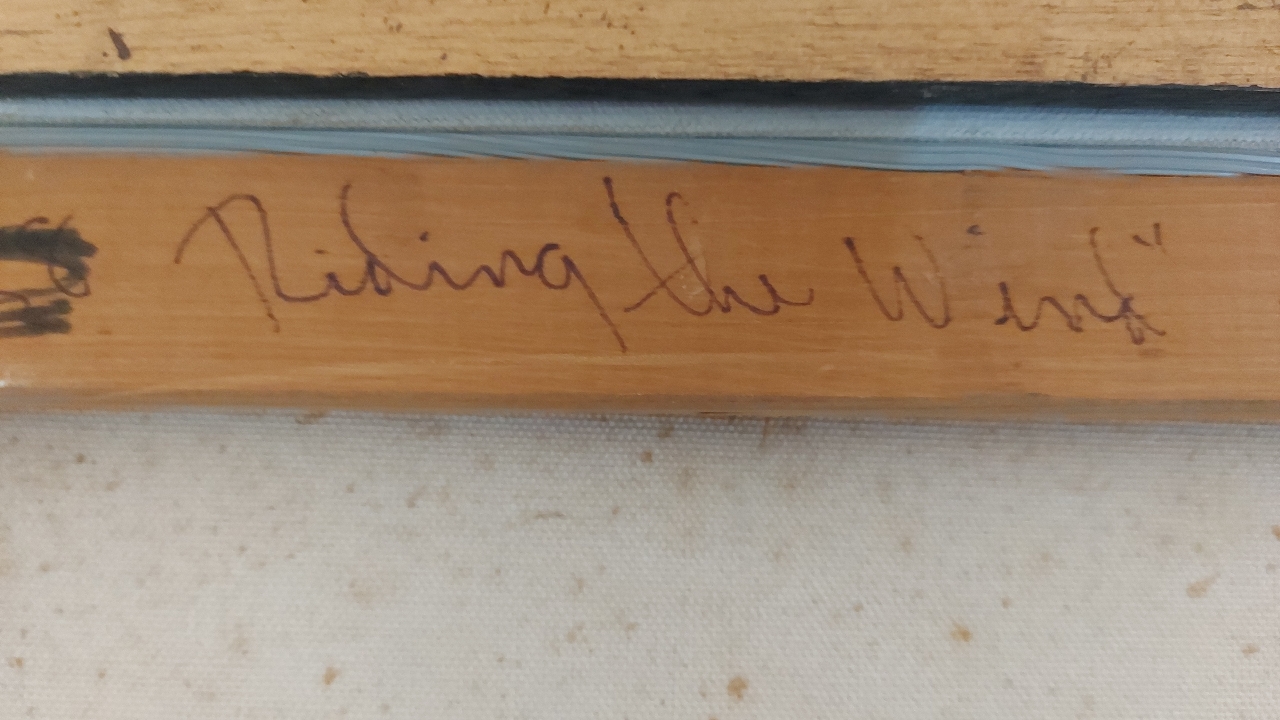 Riding the Wind"